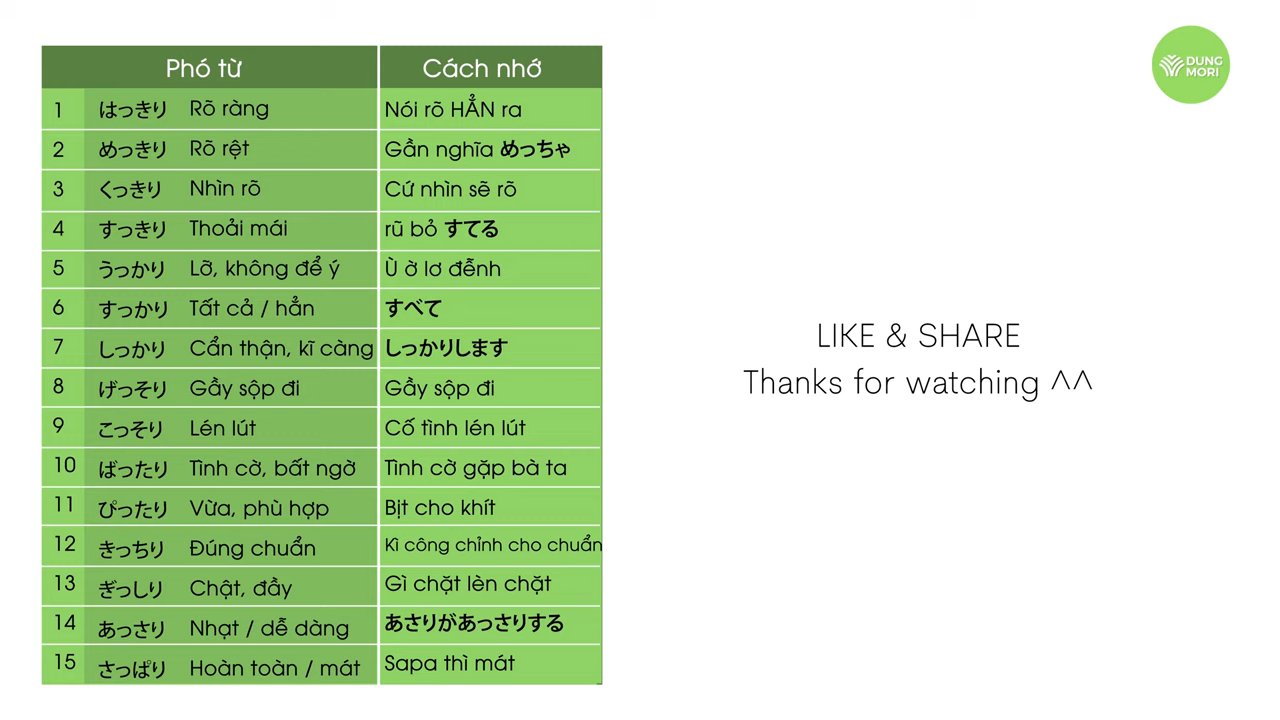 Phó từ Cách nhớ
1 はっきり Rõ ràng Nói rõ HẲN ra
2 めっきり Rõ rệt Gần nghĩa めっちゃ
3 くっきり Nhìn rõ Cứ nhìn sẽ rõ
4 すっきり Thoải mái rũ bỏ すてる
5 うっかり Lỡ, không để ý Ù ờ lơ đễnh
6 すっかり Tất cả / hẳn すべて
7 しっかり Cẩn thận, kĩ càng しっかりします
8 げっそり Gầy sộp đi Gầy sộp đi
9 こっそり Lén lút Cố tình lén lút
10 ばったり Tình cờ, bất ngờ Tình cờ gặp bà ta
11 ぴったり Vừa, phù hợp Bịt cho khít
12 きっちり Đúng chuẩn Kì công chỉnh cho chuẩn
13 ぎっしり Chật, đầy Gì chặt lèn chặt
14 あっさり Nhạt / dễ dàng あさりがあっさりする
15 さっぱり Hoàn toàn / mát Sapa thì mát
DUNG
MORI
LIKE & SHARE
Thanks for watching ^^